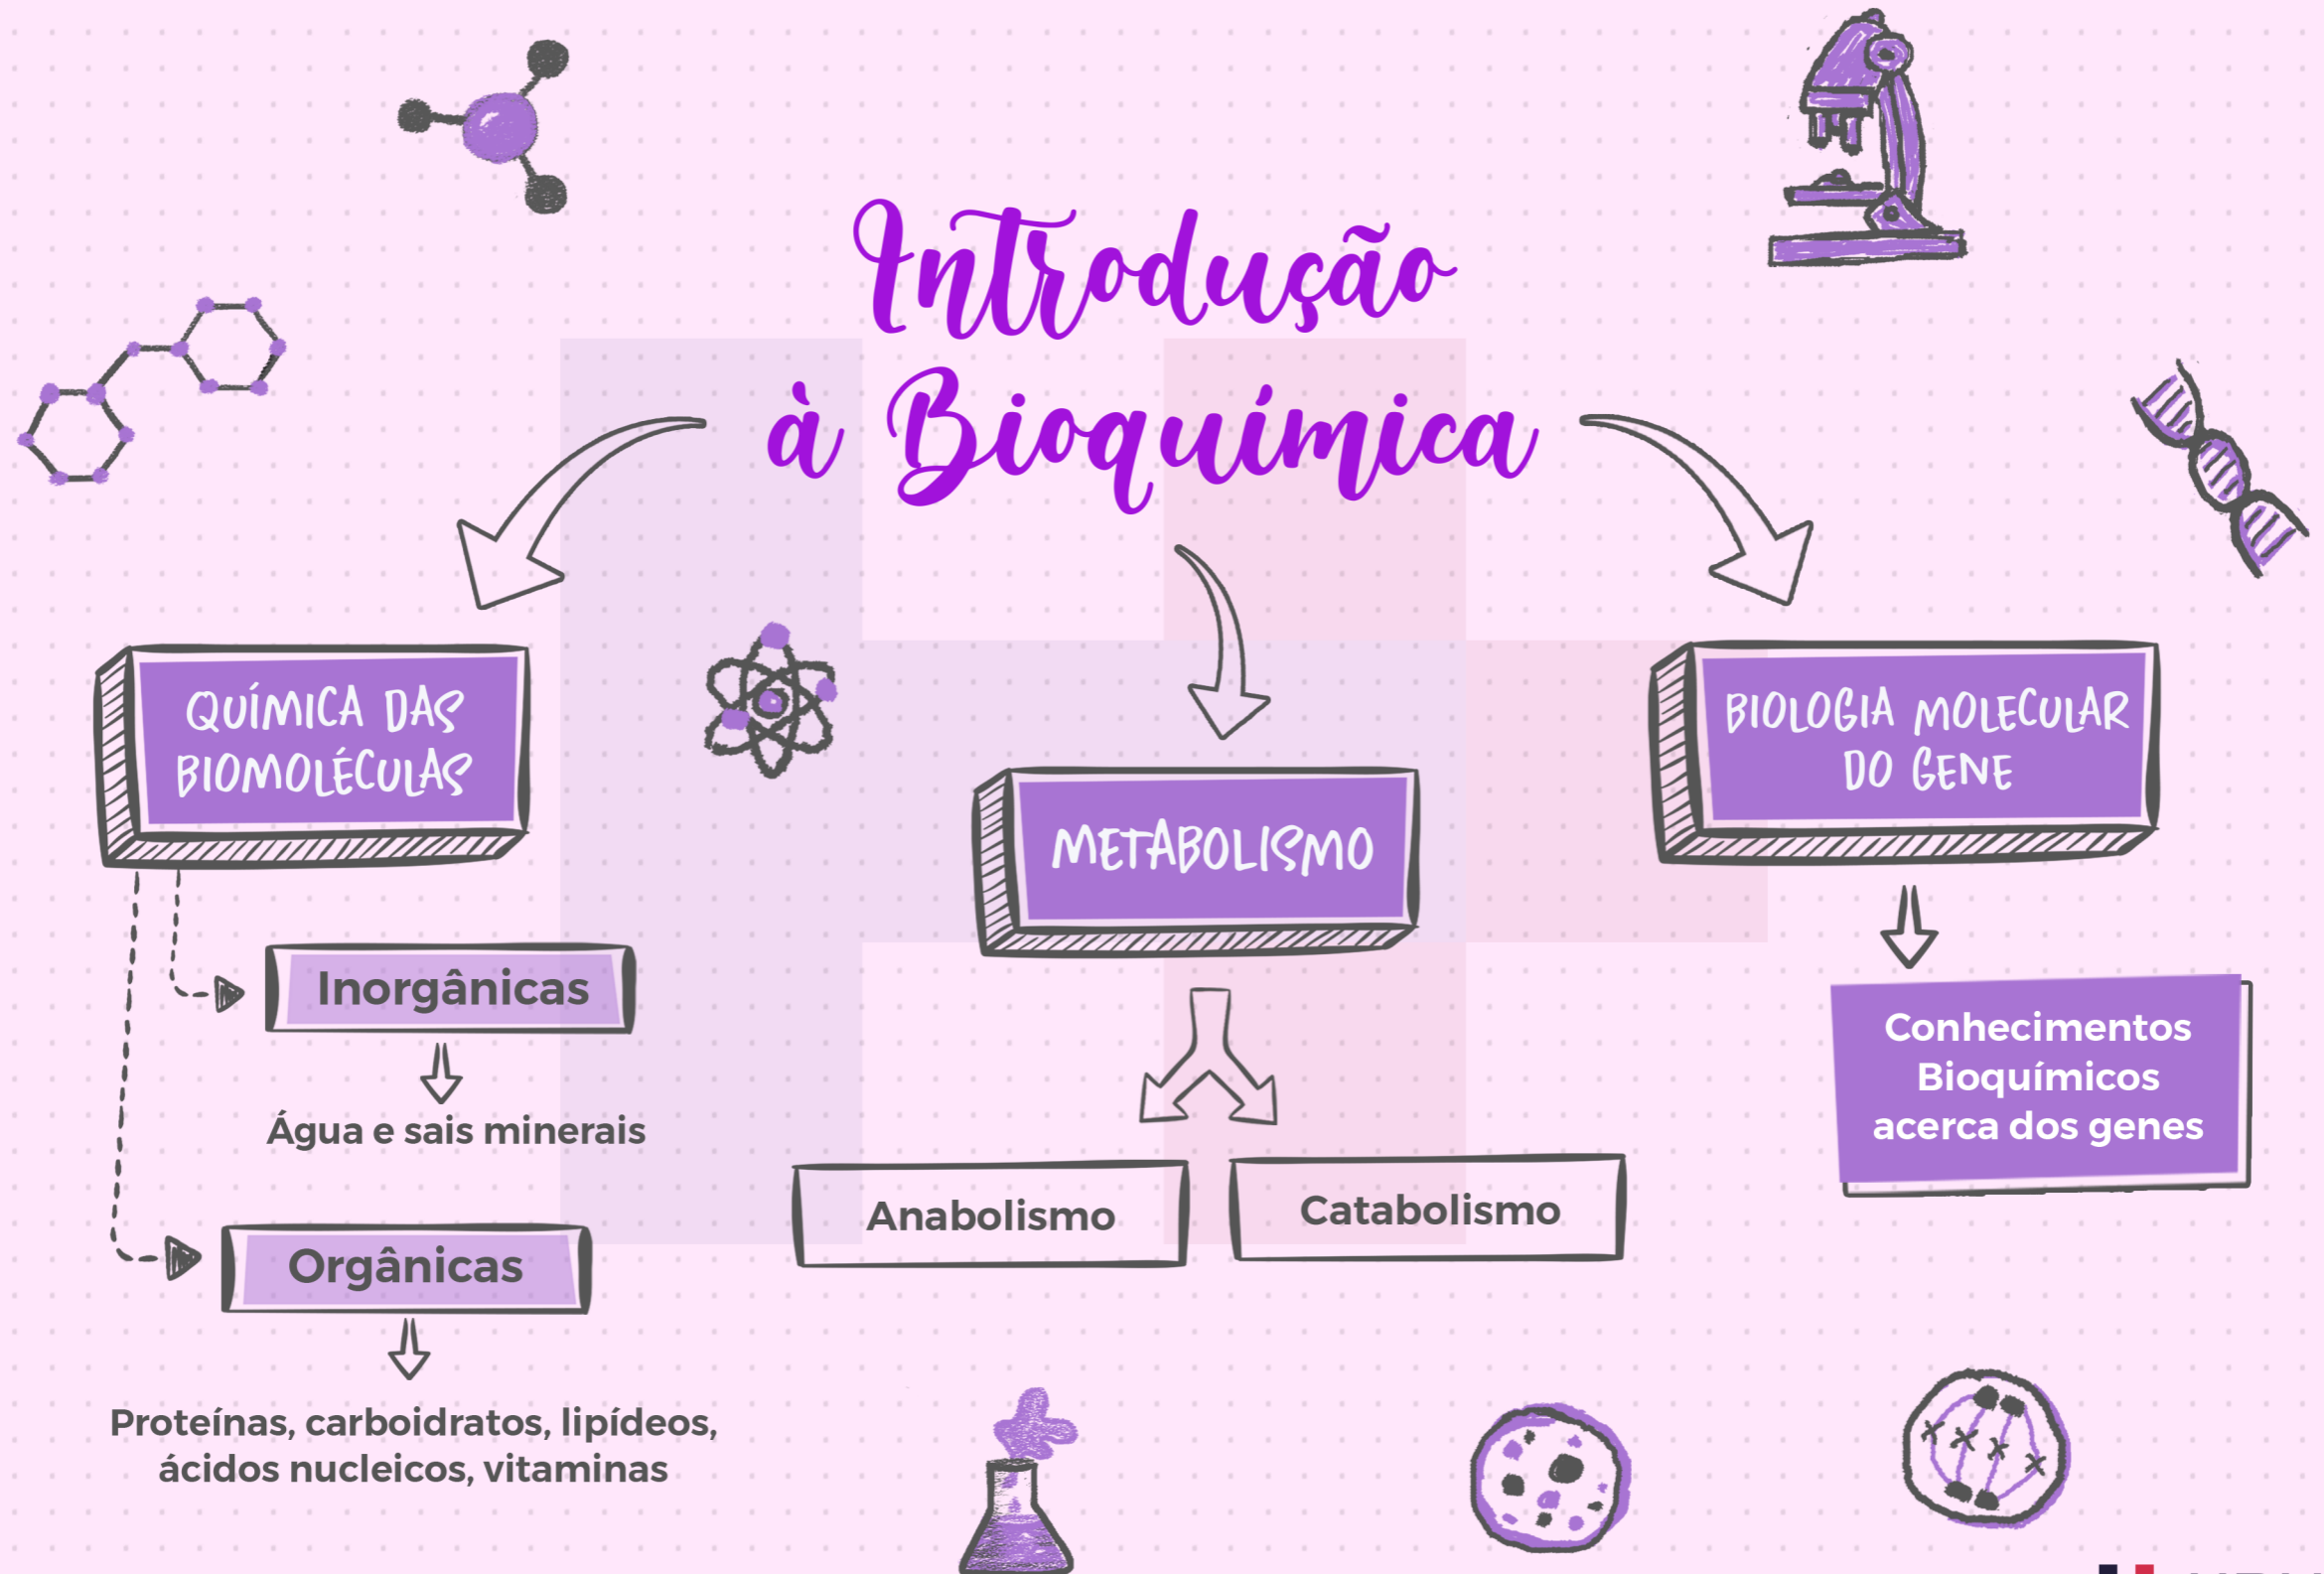 Introdução
à Bioquímica
QUÍMICA DAS
BIOMOLÉCULAS
Inorgânicas
Água e sais minerais
Orgânicas
Proteínas, carboidratos, lipídeos,
ácidos nucleicos, vitaminas
METABOLISMO
Anabolismo
Catabolismo
BIOLOGIA MOLECULAR
DO GENE
Conhecimentos
Bioquímicos
acerca dos genes